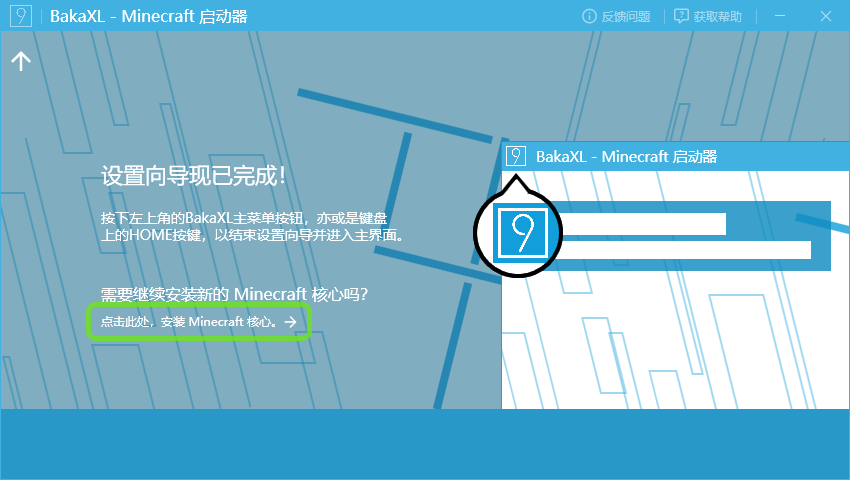 BakaXL - Minecraft 启动器
反馈问题
获取帮助
设置向导现已完成！
按下左上角的BakaXL主菜单按钮，亦或是键盘
上的HOME按键，以结束设置向导并进入主界面。
需要继续安装新的 Minecraft 核心吗？
点击此处，安装 Minecraft 核心。→
BakaXL - Minecraft 启动器